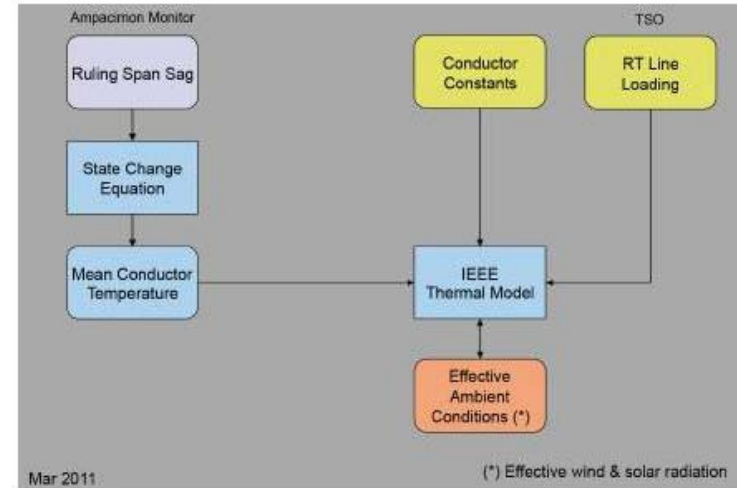 Ampacimon Monitor
TSO
Ruling Span Sag
Conductor
Constants
RT Line
Loading
State Change
Equation
Mean Conductor
Temperature
IEEE
Thermal Model
Effective
Ambient
Conditions (*)
Mar 2011
(*) Effective wind & solar radiation